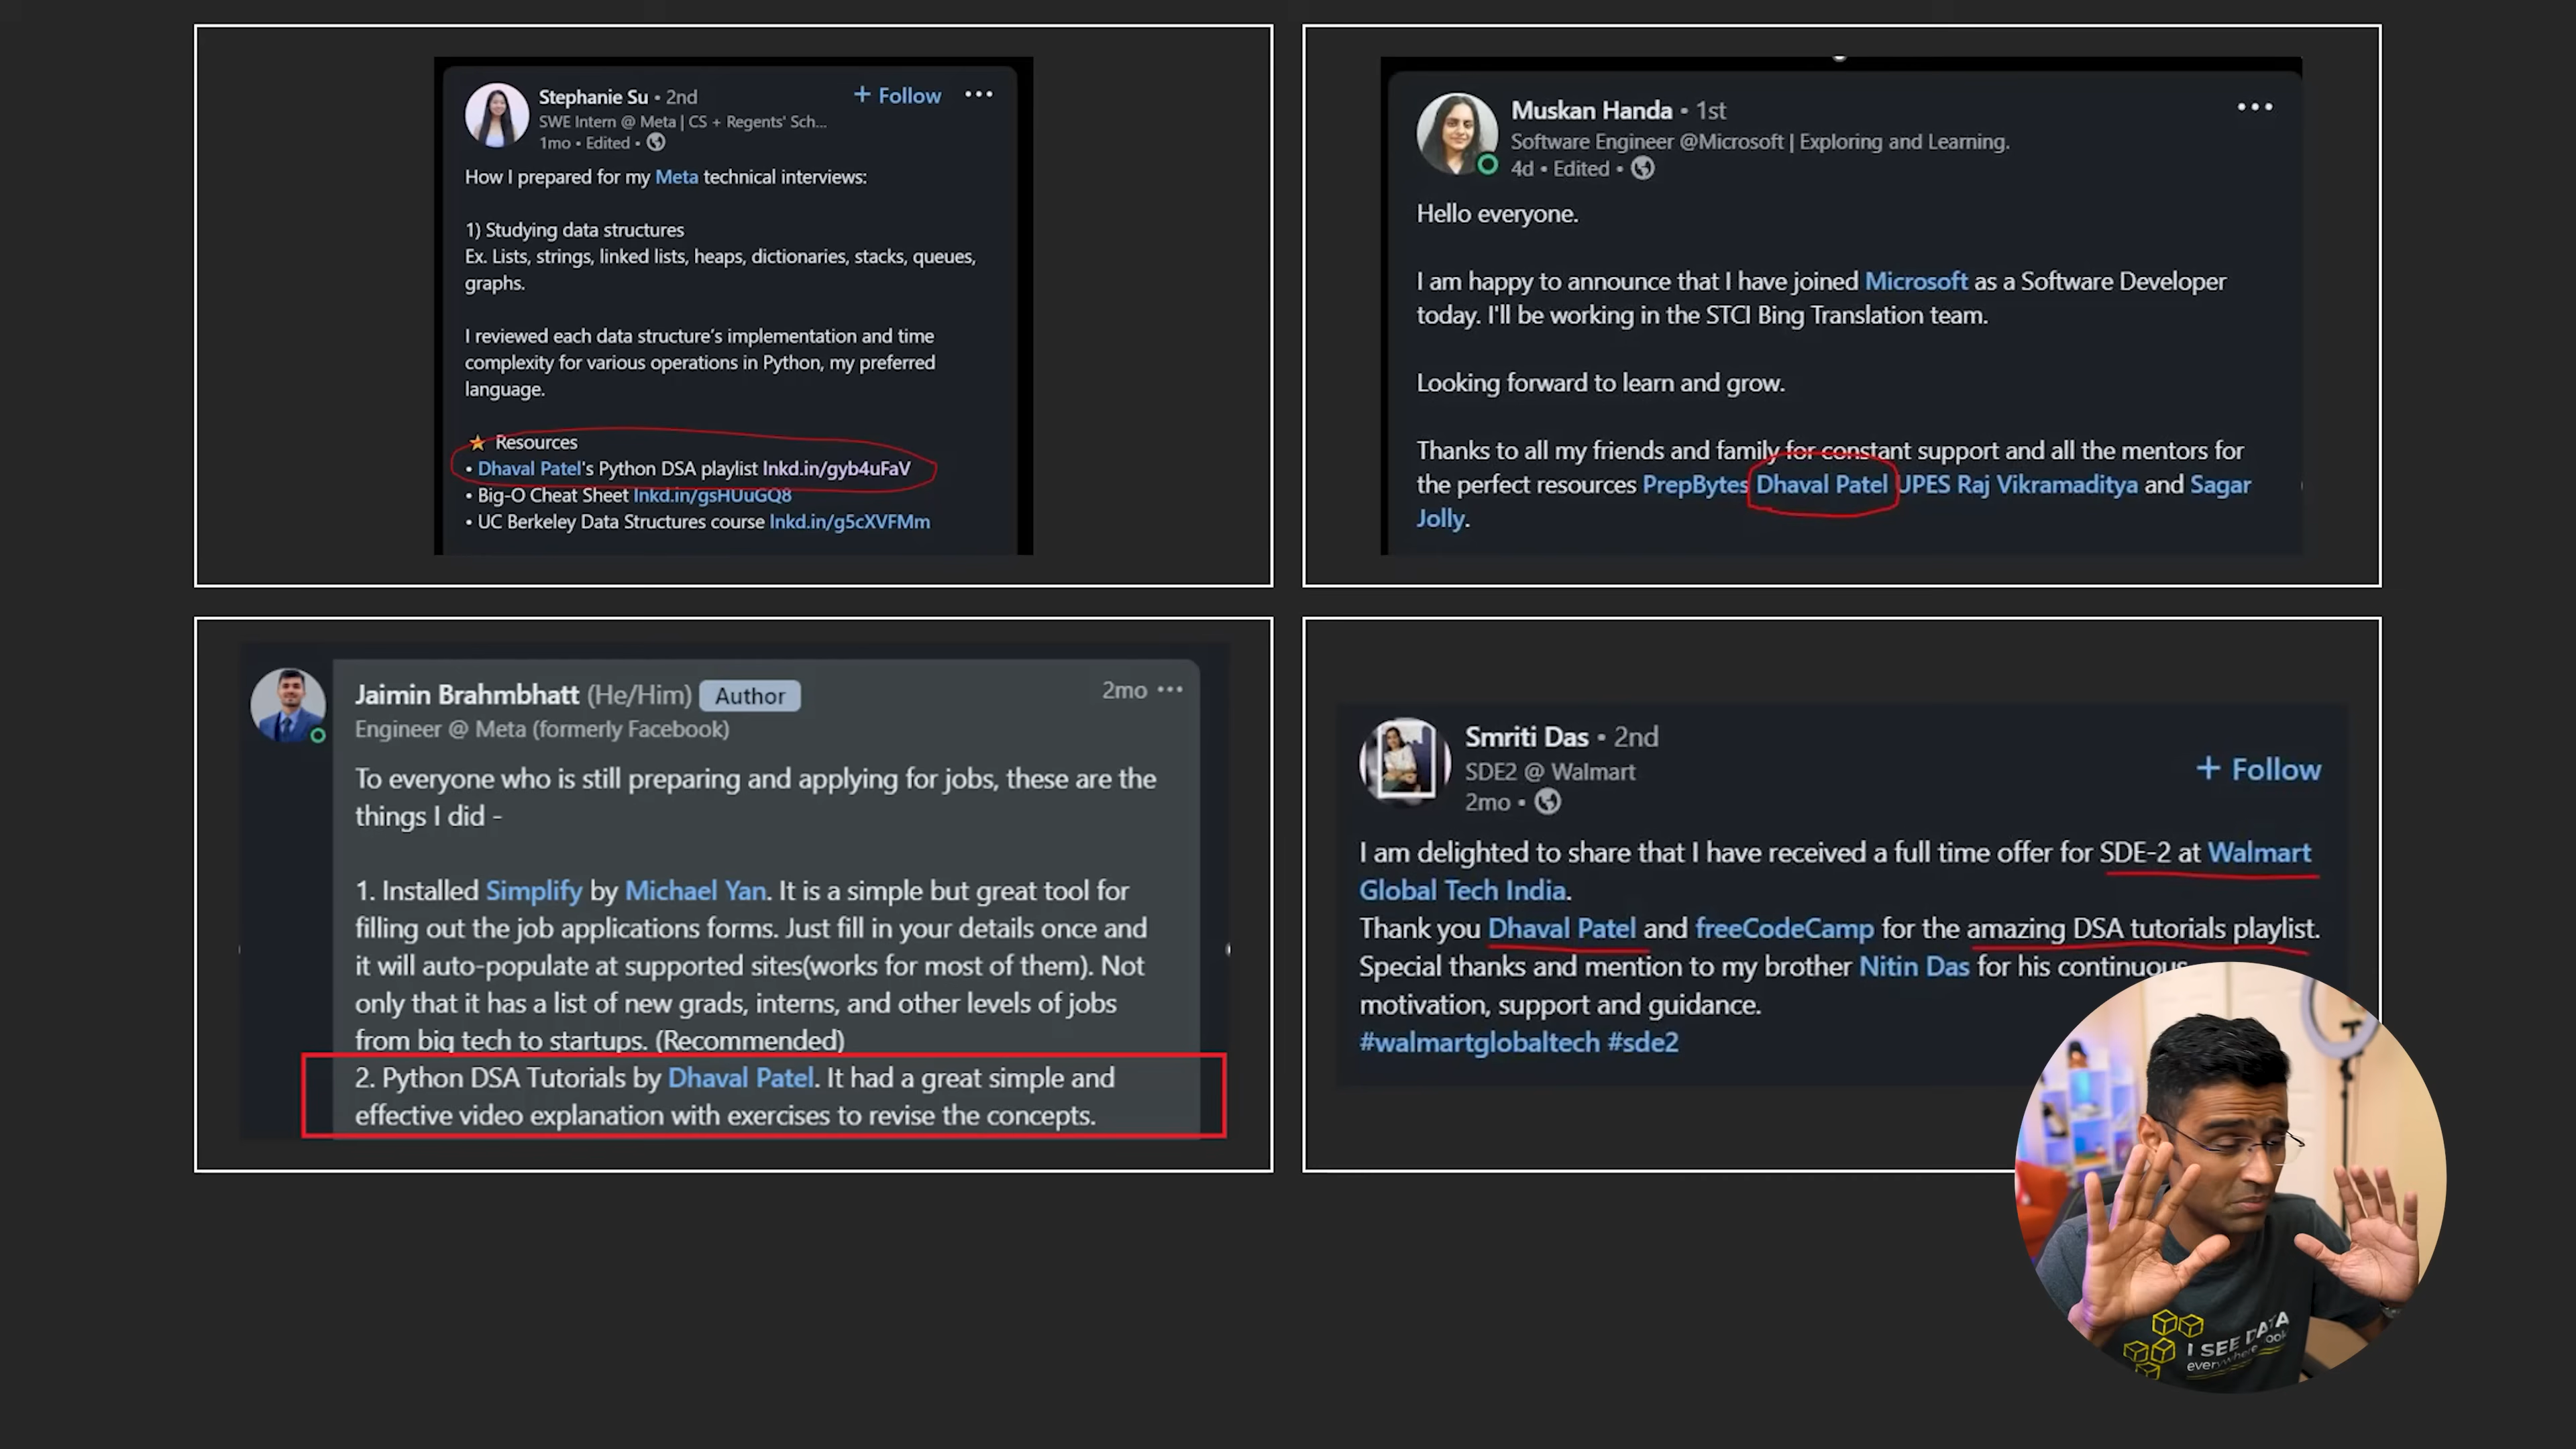 Stephanie Su • 2nd
+ Follow
SWE Intern @ Meta | CS + Regents' Sch...
1mo • Edited •
How I prepared for my Meta technical interviews:
1) Studying data structures
Ex. Lists, strings, linked lists, heaps, dictionaries, stacks, queues,
graphs.
I reviewed each data structure's implementation and time
complexity for various operations in Python, my preferred
language.
Resources
• Dhaval Patel's Python DSA playlist lnkd.in/gyb4uFaV
• Big-O Cheat Sheet lnkd.in/gsHUuGQ8
• UC Berkeley Data Structures course lnkd.in/g5cXVFMm
Muskan Handa • 1st
Software Engineer @Microsoft | Exploring and Learning.
4d • Edited •
Hello everyone.
I am happy to announce that I have joined Microsoft as a Software Developer
today. I'll be working in the STCI Bing Translation team.
Looking forward to learn and grow.
Thanks to all my friends and family for constant support and all the mentors for
the perfect resources PrepBytes Dhaval Patel UPES Raj Vikramaditya and Sagar
Jolly.
Jaimin Brahmbhatt (He/Him) Author
2mo
Engineer @ Meta (formerly Facebook)
To everyone who is still preparing and applying for jobs, these are the
things I did -
1. Installed Simplify by Michael Yan. It is a simple but great tool for
filling out the job applications forms. Just fill in your details once and
it will auto-populate at supported sites(works for most of them). Not
only that it has a list of new grads, interns, and other levels of jobs
from big tech to startups. (Recommended)
2. Python DSA Tutorials by Dhaval Patel. It had a great simple and
effective video explanation with exercises to revise the concepts.
Smriti Das • 2nd
SDE2 @ Walmart
+ Follow
2mo •
I am delighted to share that I have received a full time offer for SDE-2 at Walmart
Global Tech India.
Thank you Dhaval Patel and freeCodeCamp for the amazing DSA tutorials playlist.
Special thanks and mention to my brother Nitin Das for his continuous
motivation, support and guidance.
#walmartglobaltech #sde2
I SEE DATA
everywhere